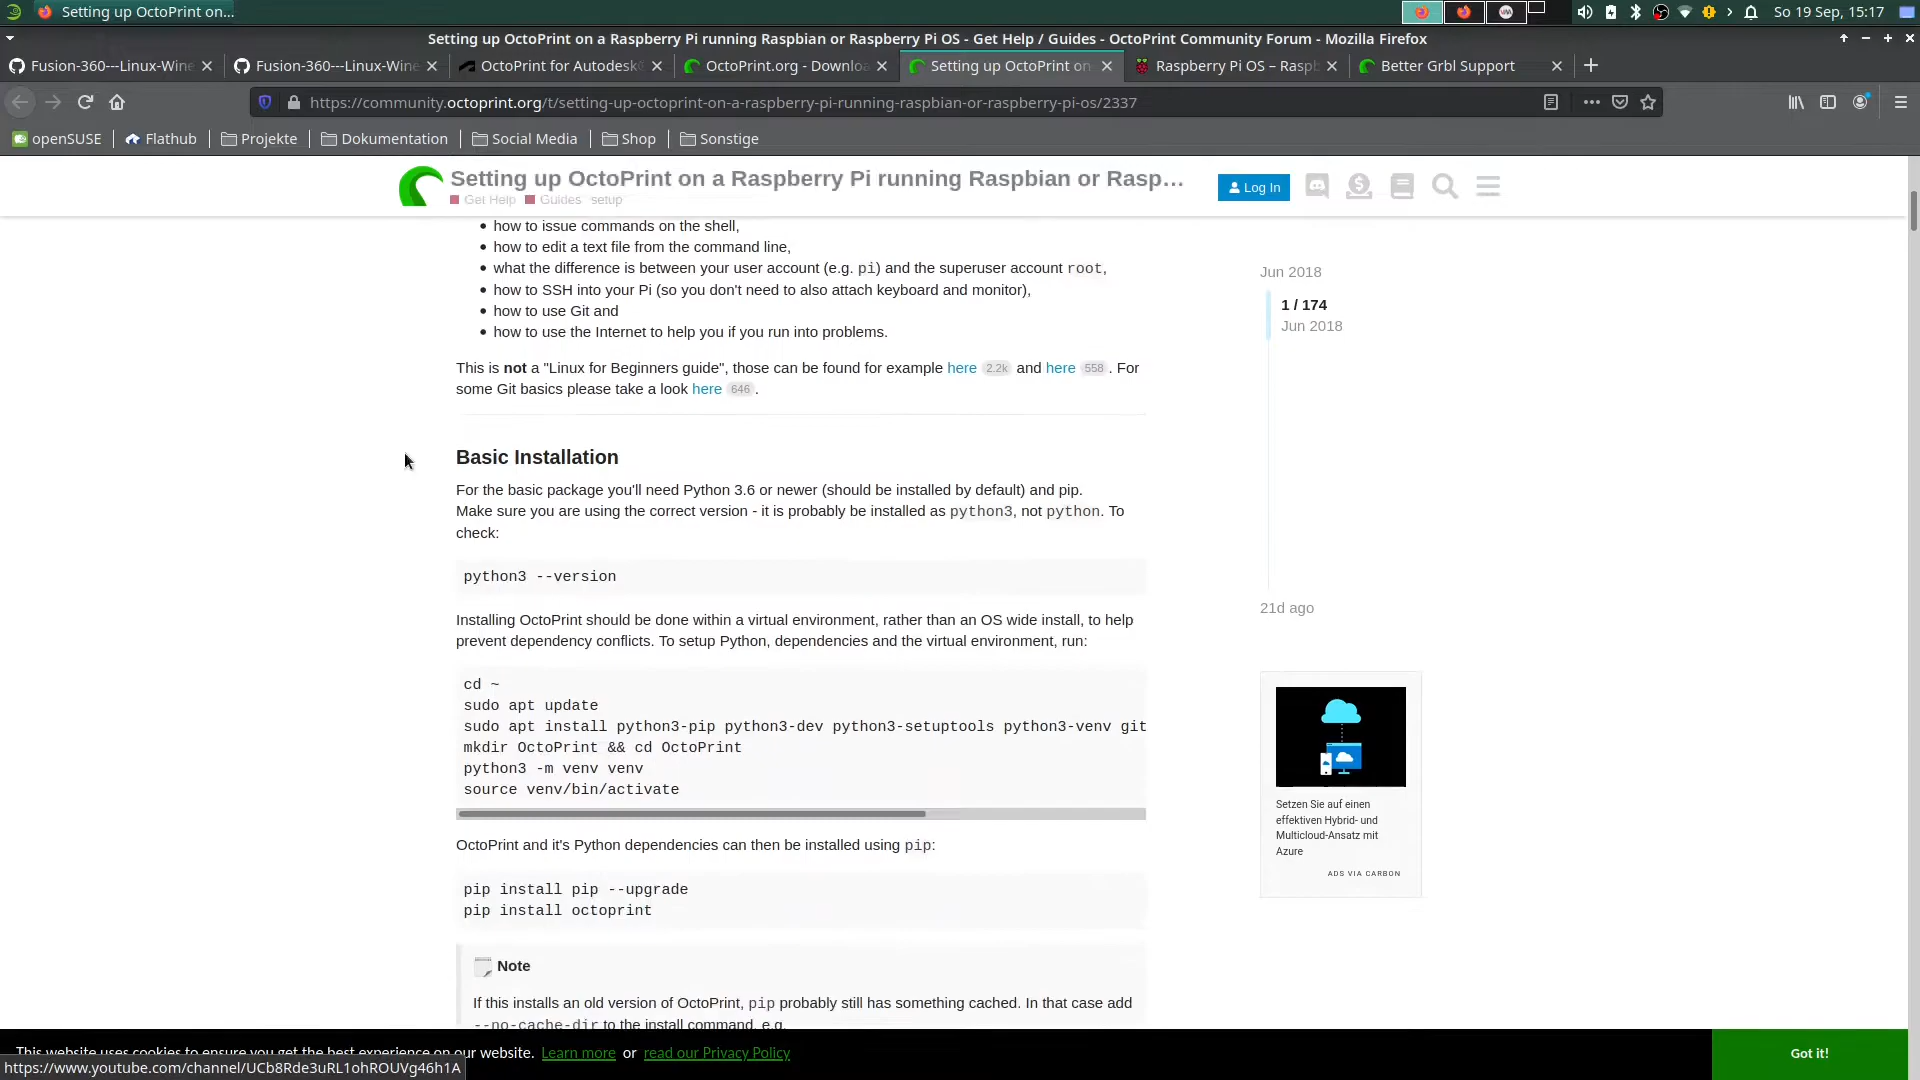 Setting up OctoPrint on...
So 19 Sep, 15:17
Setting up OctoPrint on a Raspberry Pi running Raspbian or Raspberry Pi OS - Get Help / Guides - OctoPrint Community Forum - Mozilla Firefox
Fusion-360---Linux-Wine
Fusion-360---Linux-Wine
OctoPrint for Autodesk
OctoPrint.org - Downlo
Setting up OctoPrint on
Raspberry Pi OS – Rasp
Better Grbl Support
https://community.octoprint.org/t/setting-up-octoprint-on-a-raspberry-pi-running-raspbian-or-raspberry-pi-os/2337
openSUSE
Flathub
Projekte
Dokumentation
Social Media
Shop
Sonstige
Setting up OctoPrint on a Raspberry Pi running Raspbian or Rasp…
Get Help Guides setup
Log In
how to issue commands on the shell,
how to edit a text file from the command line,
what the difference is between your user account (e.g. pi) and the superuser account root,
how to SSH into your Pi (so you don't need to also attach keyboard and monitor),
how to use Git and
how to use the Internet to help you if you run into problems.
This is not a "Linux for Beginners guide", those can be found for example here 2.2k and here 558 . For
some Git basics please take a look here 646 .
Basic Installation
For the basic package you'll need Python 3.6 or newer (should be installed by default) and pip.
Make sure you are using the correct version - it is probably be installed as python3, not python. To
check:
python3 --version
Installing OctoPrint should be done within a virtual environment, rather than an OS wide install, to help
prevent dependency conflicts. To setup Python, dependencies and the virtual environment, run:
cd ~
sudo apt update
sudo apt install python3-pip python3-dev python3-setuptools python3-venv git
mkdir OctoPrint && cd OctoPrint
python3 -m venv venv
source venv/bin/activate
OctoPrint and it's Python dependencies can then be installed using pip:
pip install pip --upgrade
pip install octoprint
Note
If this installs an old version of OctoPrint, pip probably still has something cached. In that case add
--no-cache-dir to the install command, e.g.
Jun 2018
1 / 174
Jun 2018
21d ago
Setzen Sie auf einen
effektiven Hybrid- und
Multicloud-Ansatz mit
Azure
ADS VIA CARBON
This website uses cookies to ensure you get the best experience on our website. Learn more or read our Privacy Policy
Got it!
https://www.youtube.com/channel/UCb8Rde3uRL1ohROUVg46h1A